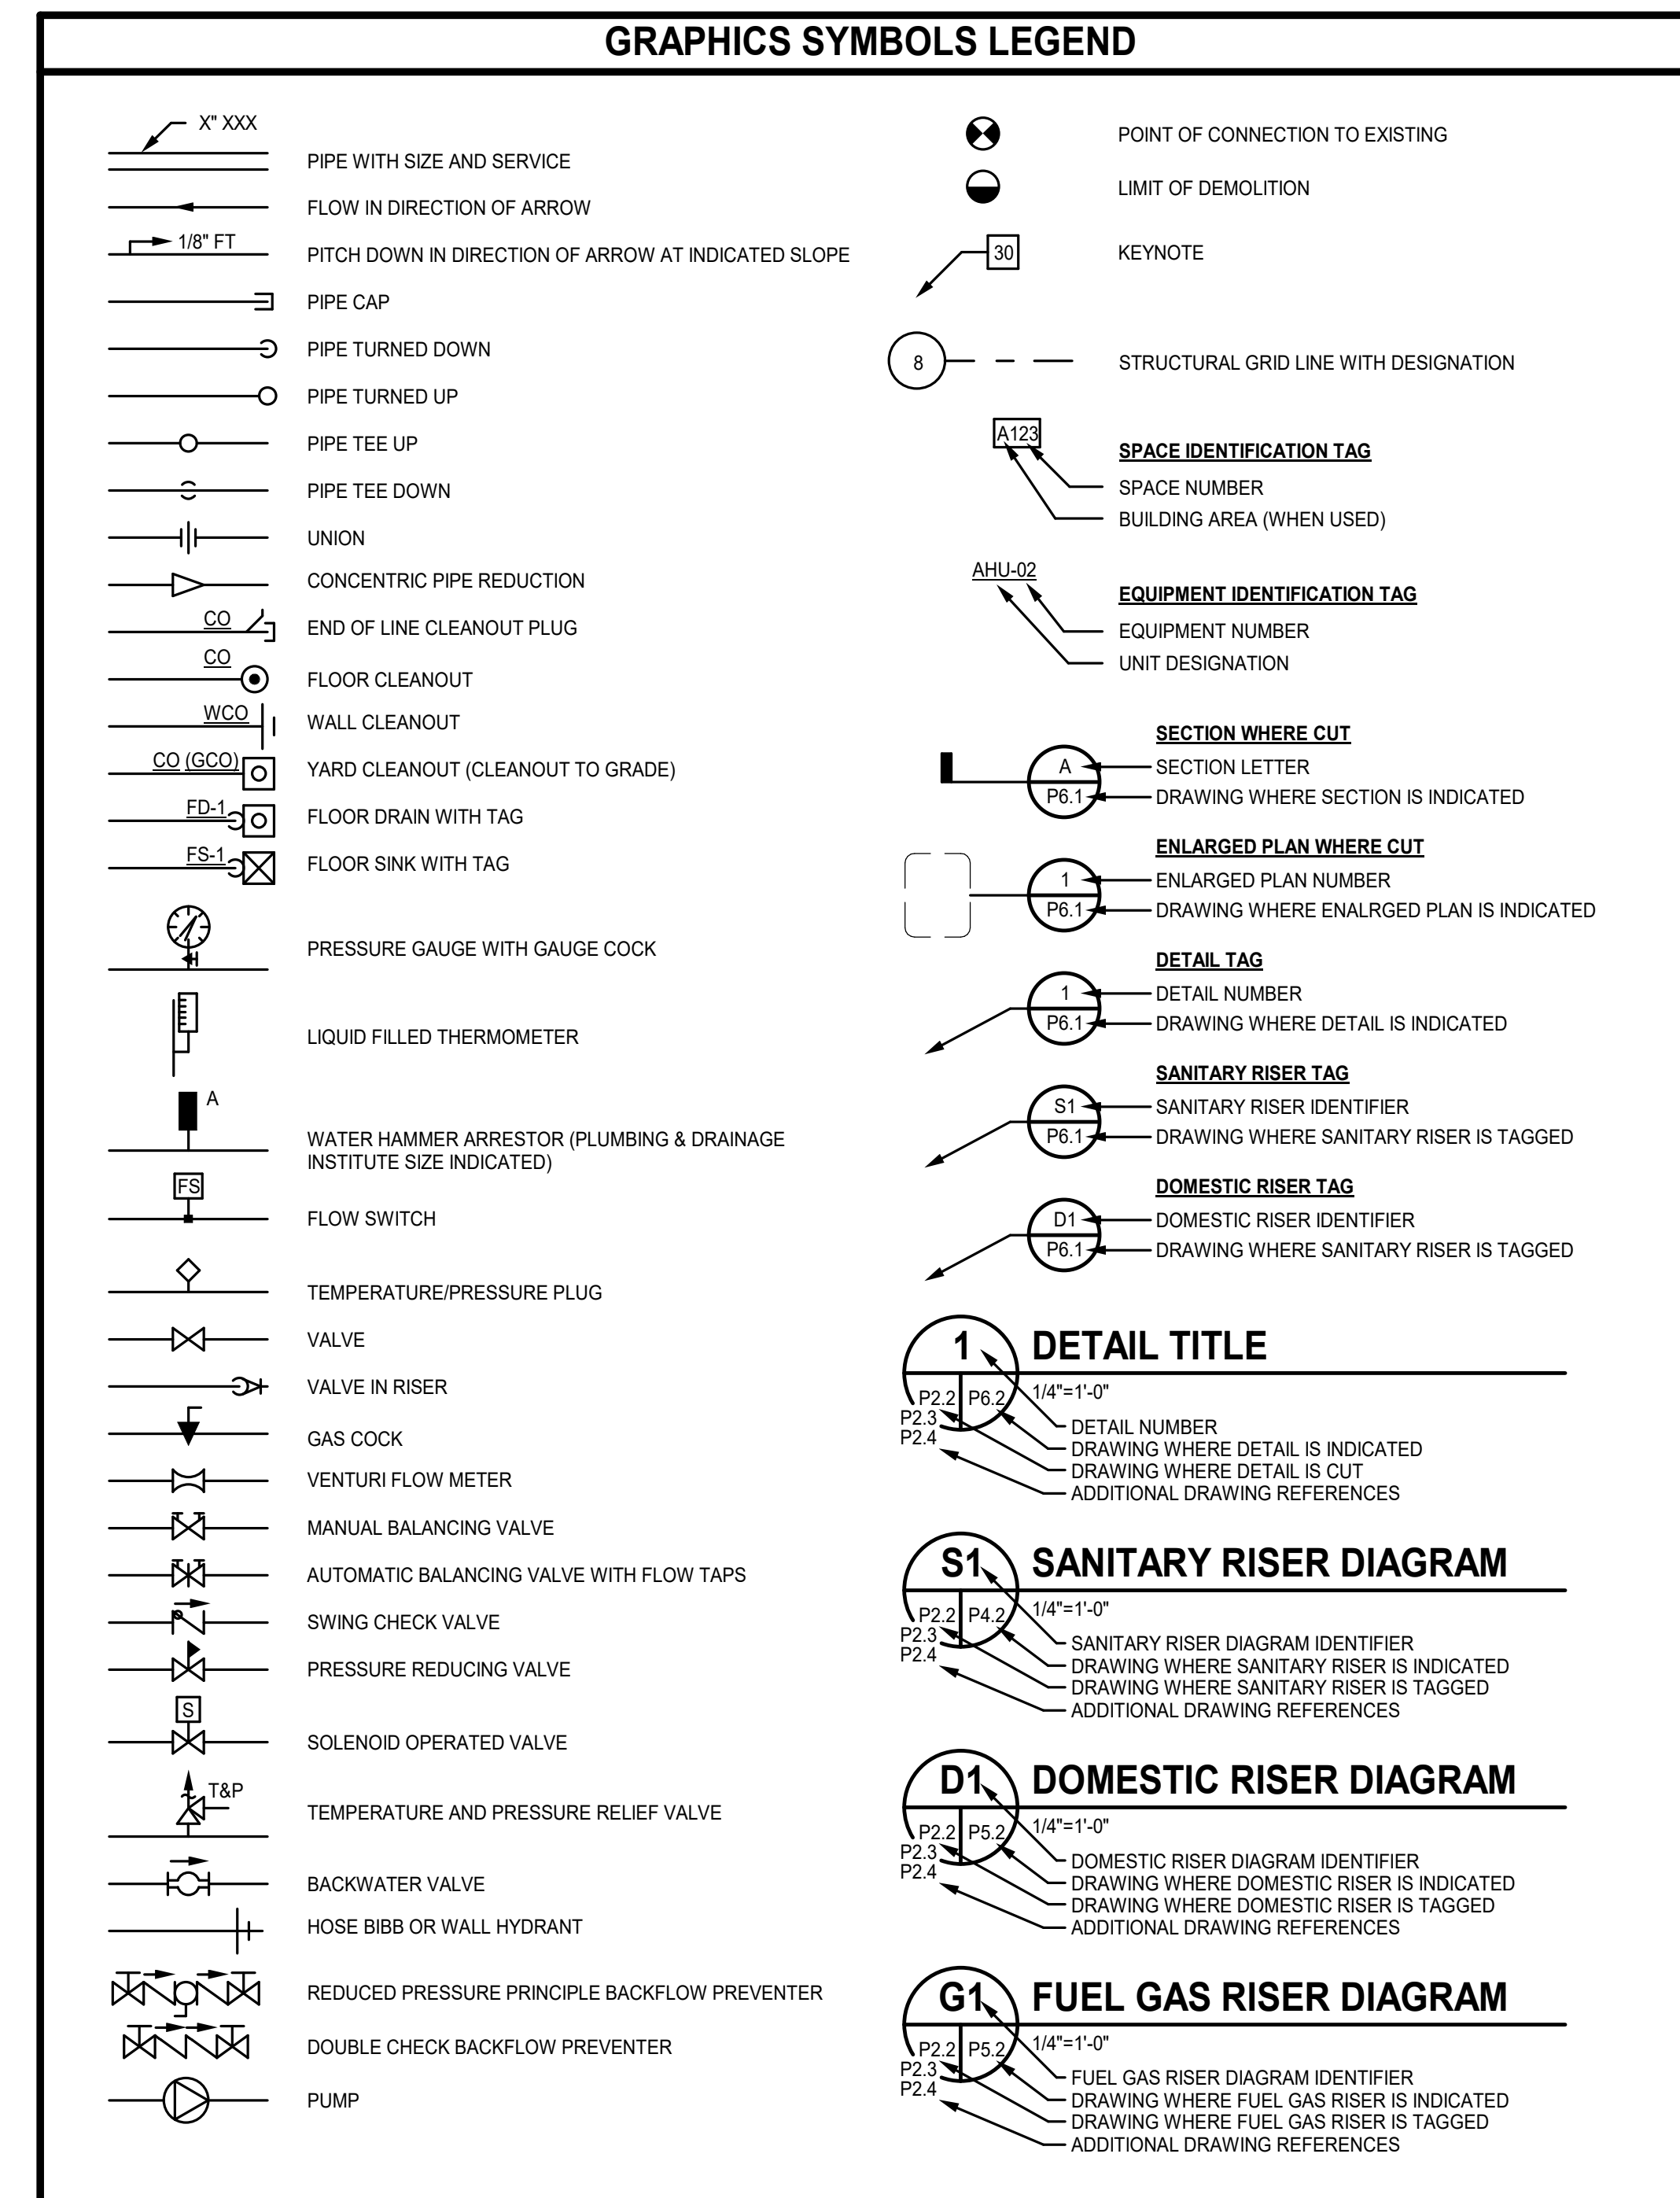 GRAPHICS SYMBOLS LEGEND
X" XXX
PIPE WITH SIZE AND SERVICE
FLOW IN DIRECTION OF ARROW
1/8" FT
PITCH DOWN IN DIRECTION OF ARROW AT INDICATED SLOPE
PIPE CAP
PIPE TURNED DOWN
PIPE TURNED UP
PIPE TEE UP
PIPE TEE DOWN
UNION
CONCENTRIC PIPE REDUCTION
CO
END OF LINE CLEANOUT PLUG
CO
FLOOR CLEANOUT
WCO
WALL CLEANOUT
CO (GCO)
YARD CLEANOUT (CLEANOUT TO GRADE)
FD-1
FLOOR DRAIN WITH TAG
FS-1
FLOOR SINK WITH TAG
PRESSURE GAUGE WITH GAUGE COCK
LIQUID FILLED THERMOMETER
A
WATER HAMMER ARRESTOR (PLUMBING & DRAINAGE
INSTITUTE SIZE INDICATED)
FS
FLOW SWITCH
TEMPERATURE/PRESSURE PLUG
VALVE
VALVE IN RISER
GAS COCK
VENTURI FLOW METER
MANUAL BALANCING VALVE
AUTOMATIC BALANCING VALVE WITH FLOW TAPS
SWING CHECK VALVE
PRESSURE REDUCING VALVE
S
SOLENOID OPERATED VALVE
T&P
TEMPERATURE AND PRESSURE RELIEF VALVE
BACKWATER VALVE
HOSE BIBB OR WALL HYDRANT
REDUCED PRESSURE PRINCIPLE BACKFLOW PREVENTER
DOUBLE CHECK BACKFLOW PREVENTER
PUMP
POINT OF CONNECTION TO EXISTING
LIMIT OF DEMOLITION
30
KEYNOTE
8
STRUCTURAL GRID LINE WITH DESIGNATION
A123
SPACE IDENTIFICATION TAG
SPACE NUMBER
BUILDING AREA (WHEN USED)
AHU-02
EQUIPMENT IDENTIFICATION TAG
EQUIPMENT NUMBER
UNIT DESIGNATION
SECTION WHERE CUT
A
SECTION LETTER
P6.1
DRAWING WHERE SECTION IS INDICATED
ENLARGED PLAN WHERE CUT
1
ENLARGED PLAN NUMBER
P6.1
DRAWING WHERE ENALRGED PLAN IS INDICATED
DETAIL TAG
1
DETAIL NUMBER
P6.1
DRAWING WHERE DETAIL IS INDICATED
SANITARY RISER TAG
S1
SANITARY RISER IDENTIFIER
P6.1
DRAWING WHERE SANITARY RISER IS TAGGED
DOMESTIC RISER TAG
D1
DOMESTIC RISER IDENTIFIER
P6.1
DRAWING WHERE SANITARY RISER IS TAGGED
1
DETAIL TITLE
P2.2
P6.2
1/4"=1'-0"
P2.3
P2.4
DETAIL NUMBER
DRAWING WHERE DETAIL IS INDICATED
DRAWING WHERE DETAIL IS CUT
ADDITIONAL DRAWING REFERENCES
S1
SANITARY RISER DIAGRAM
P2.2
P4.2
1/4"=1'-0"
P2.3
P2.4
SANITARY RISER DIAGRAM IDENTIFIER
DRAWING WHERE SANITARY RISER IS INDICATED
DRAWING WHERE SANITARY RISER IS TAGGED
ADDITIONAL DRAWING REFERENCES
D1
DOMESTIC RISER DIAGRAM
P2.2
P5.2
1/4"=1'-0"
P2.3
P2.4
DOMESTIC RISER DIAGRAM IDENTIFIER
DRAWING WHERE DOMESTIC RISER IS INDICATED
DRAWING WHERE DOMESTIC RISER IS TAGGED
ADDITIONAL DRAWING REFERENCES
G1
FUEL GAS RISER DIAGRAM
P2.2
P5.2
1/4"=1'-0"
P2.3
P2.4
FUEL GAS RISER DIAGRAM IDENTIFIER
DRAWING WHERE FUEL GAS RISER IS INDICATED
DRAWING WHERE FUEL GAS RISER IS TAGGED
ADDITIONAL DRAWING REFERENCES